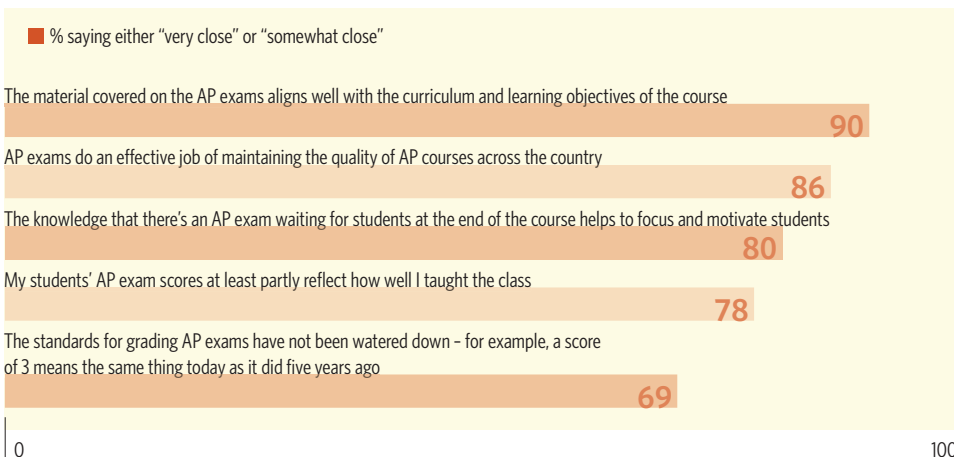 % saying either “very close” or “somewhat close”
The material covered on the AP exams aligns well with the curriculum and learning objectives of the course
90
AP exams do an effective job of maintaining the quality of AP courses across the country
86
The knowledge that there’s an AP exam waiting for students at the end of the course helps to focus and motivate students
80
My students’ AP exam scores at least partly reflect how well I taught the class
78
The standards for grading AP exams have not been watered down – for example, a score
of 3 means the same thing today as it did five years ago
69
0 100